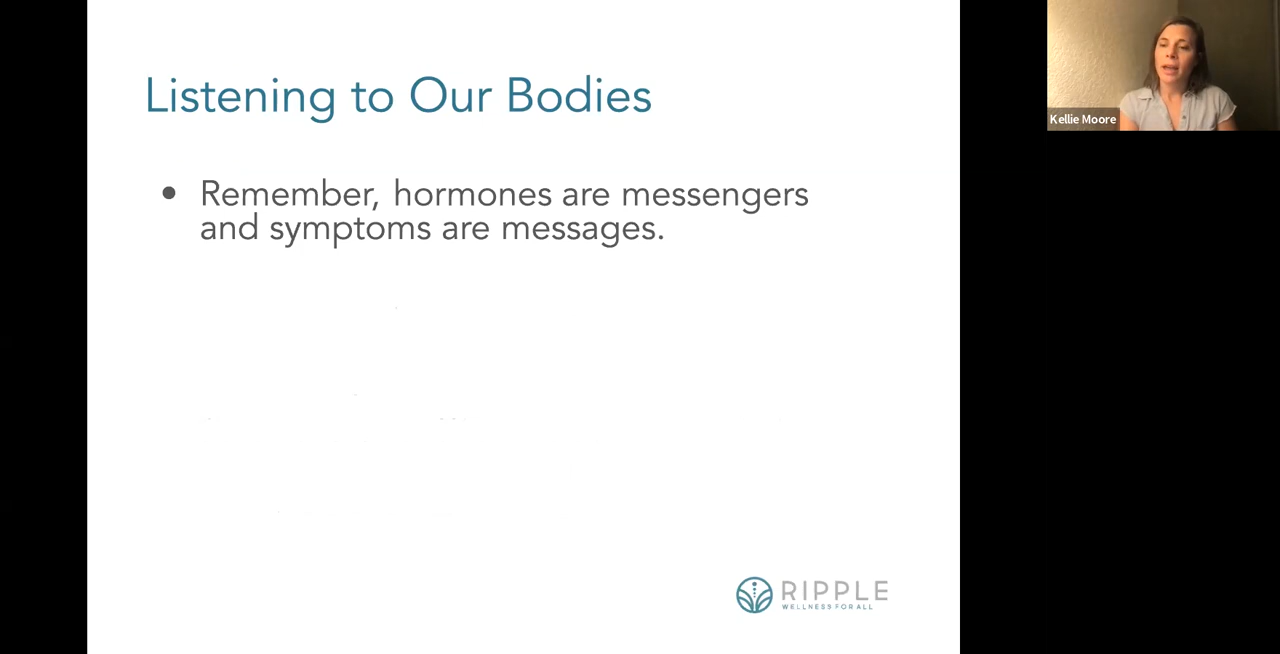 Listening to Our Bodies
• Remember, hormones are messengers
and symptoms are messages.
RIPPLE
WELLNESS FOR ALL
Kellie Moore